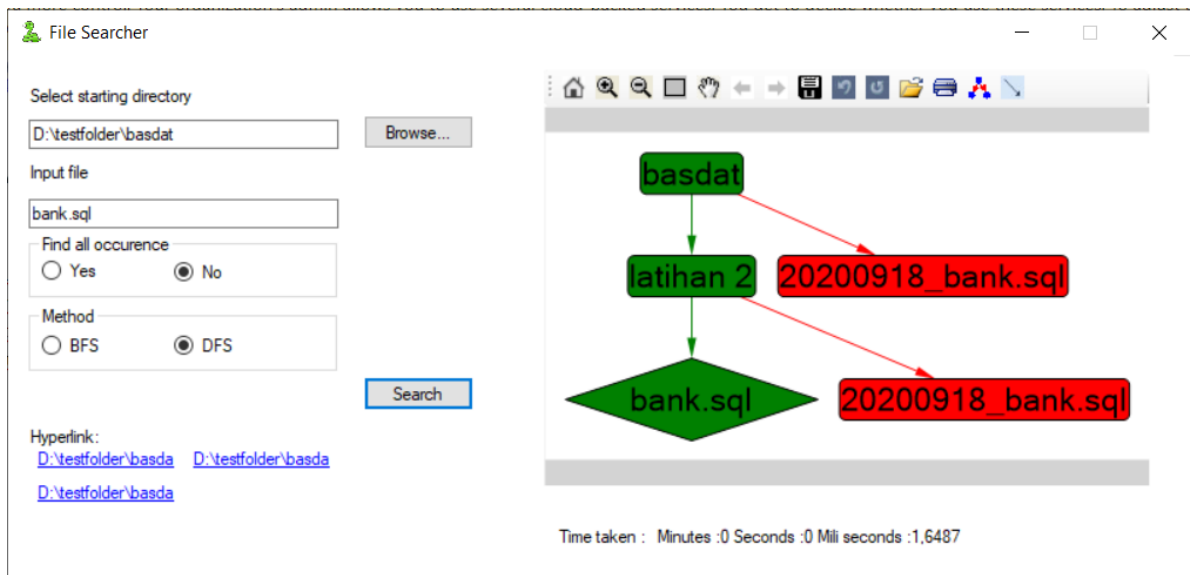 File Searcher
Select starting directory
D:\testfolder\basdat
Browse...
Input file
bank.sql
Find all occurence
Yes
No
Method
BFS
DFS
Search
Hyperlink:
D:\testfolder\basda D:\testfolder\basda
D:\testfolder\basda
basdat
latihan 2
20200918_bank.sql
bank.sql
20200918_bank.sql
Time taken : Minutes :0 Seconds :0 Mili seconds :1,6487